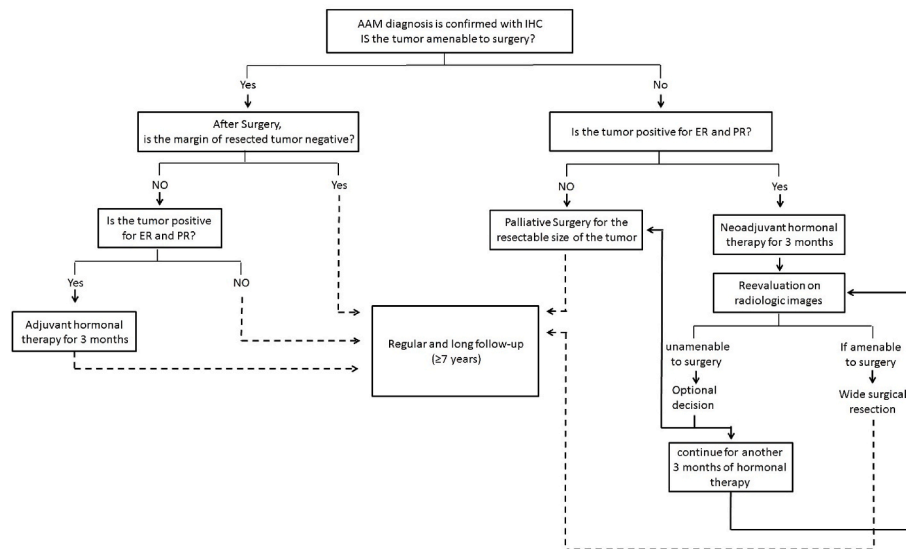 AAM diagnosis is confirmed with IHC
IS the tumor amenable to surgery?
Yes
No
After Surgery,
is the margin of resected tumor negative?
Is the tumor positive for ER and PR?
NO
Yes
NO
Yes
Is the tumor positive
for ER and PR?
Palliative Surgery for the
resectable size of the tumor
Neoadjuvant hormonal
therapy for 3 months
Yes
NO
Reevaluation on
radiologic images
Adjuvant hormonal
therapy for 3 months
Regular and long follow-up
(≥7 years)
unamenable
to surgery
If amenable
to surgery
Optional
decision
Wide surgical
resection
continue for another
3 months of hormonal
therapy